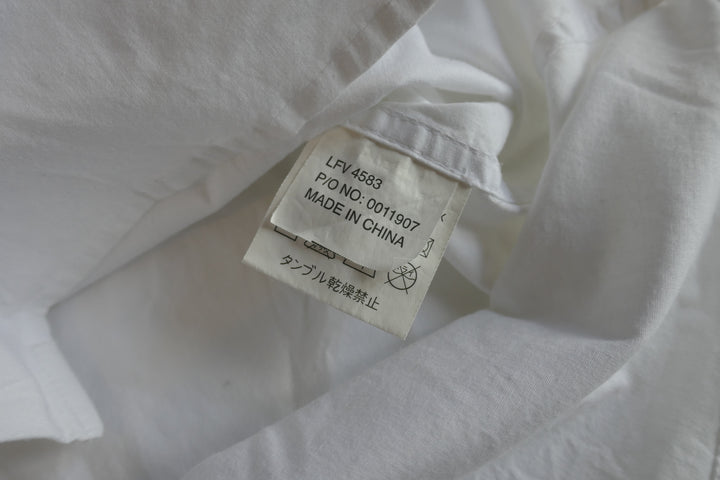 LFV 4583
P/O NO: 0011907
MADE IN CHINA
タンブル乾燥禁止